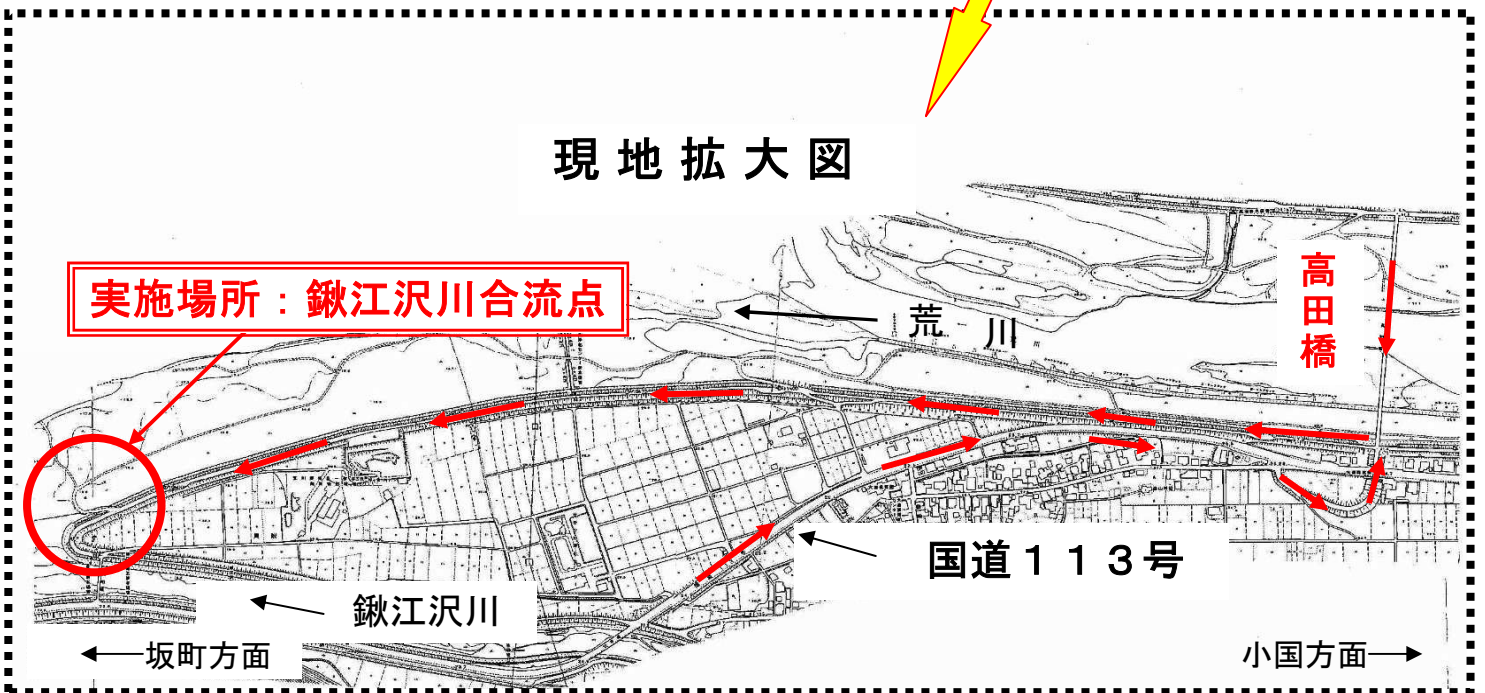 現地拡大図
実施場所：鍬江沢川合流点
高田橋
荒川
国道１１３号
鍬江沢川
坂町方面
小国方面